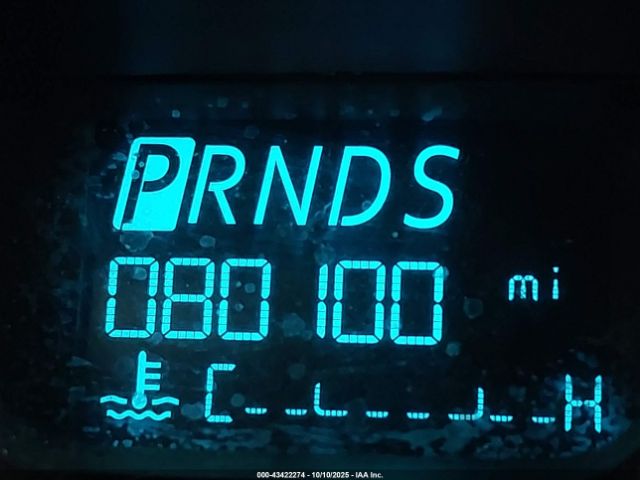 PRNDS
080100 mi
C H
000-43422274 - 10/10/2025 - IAA Inc.